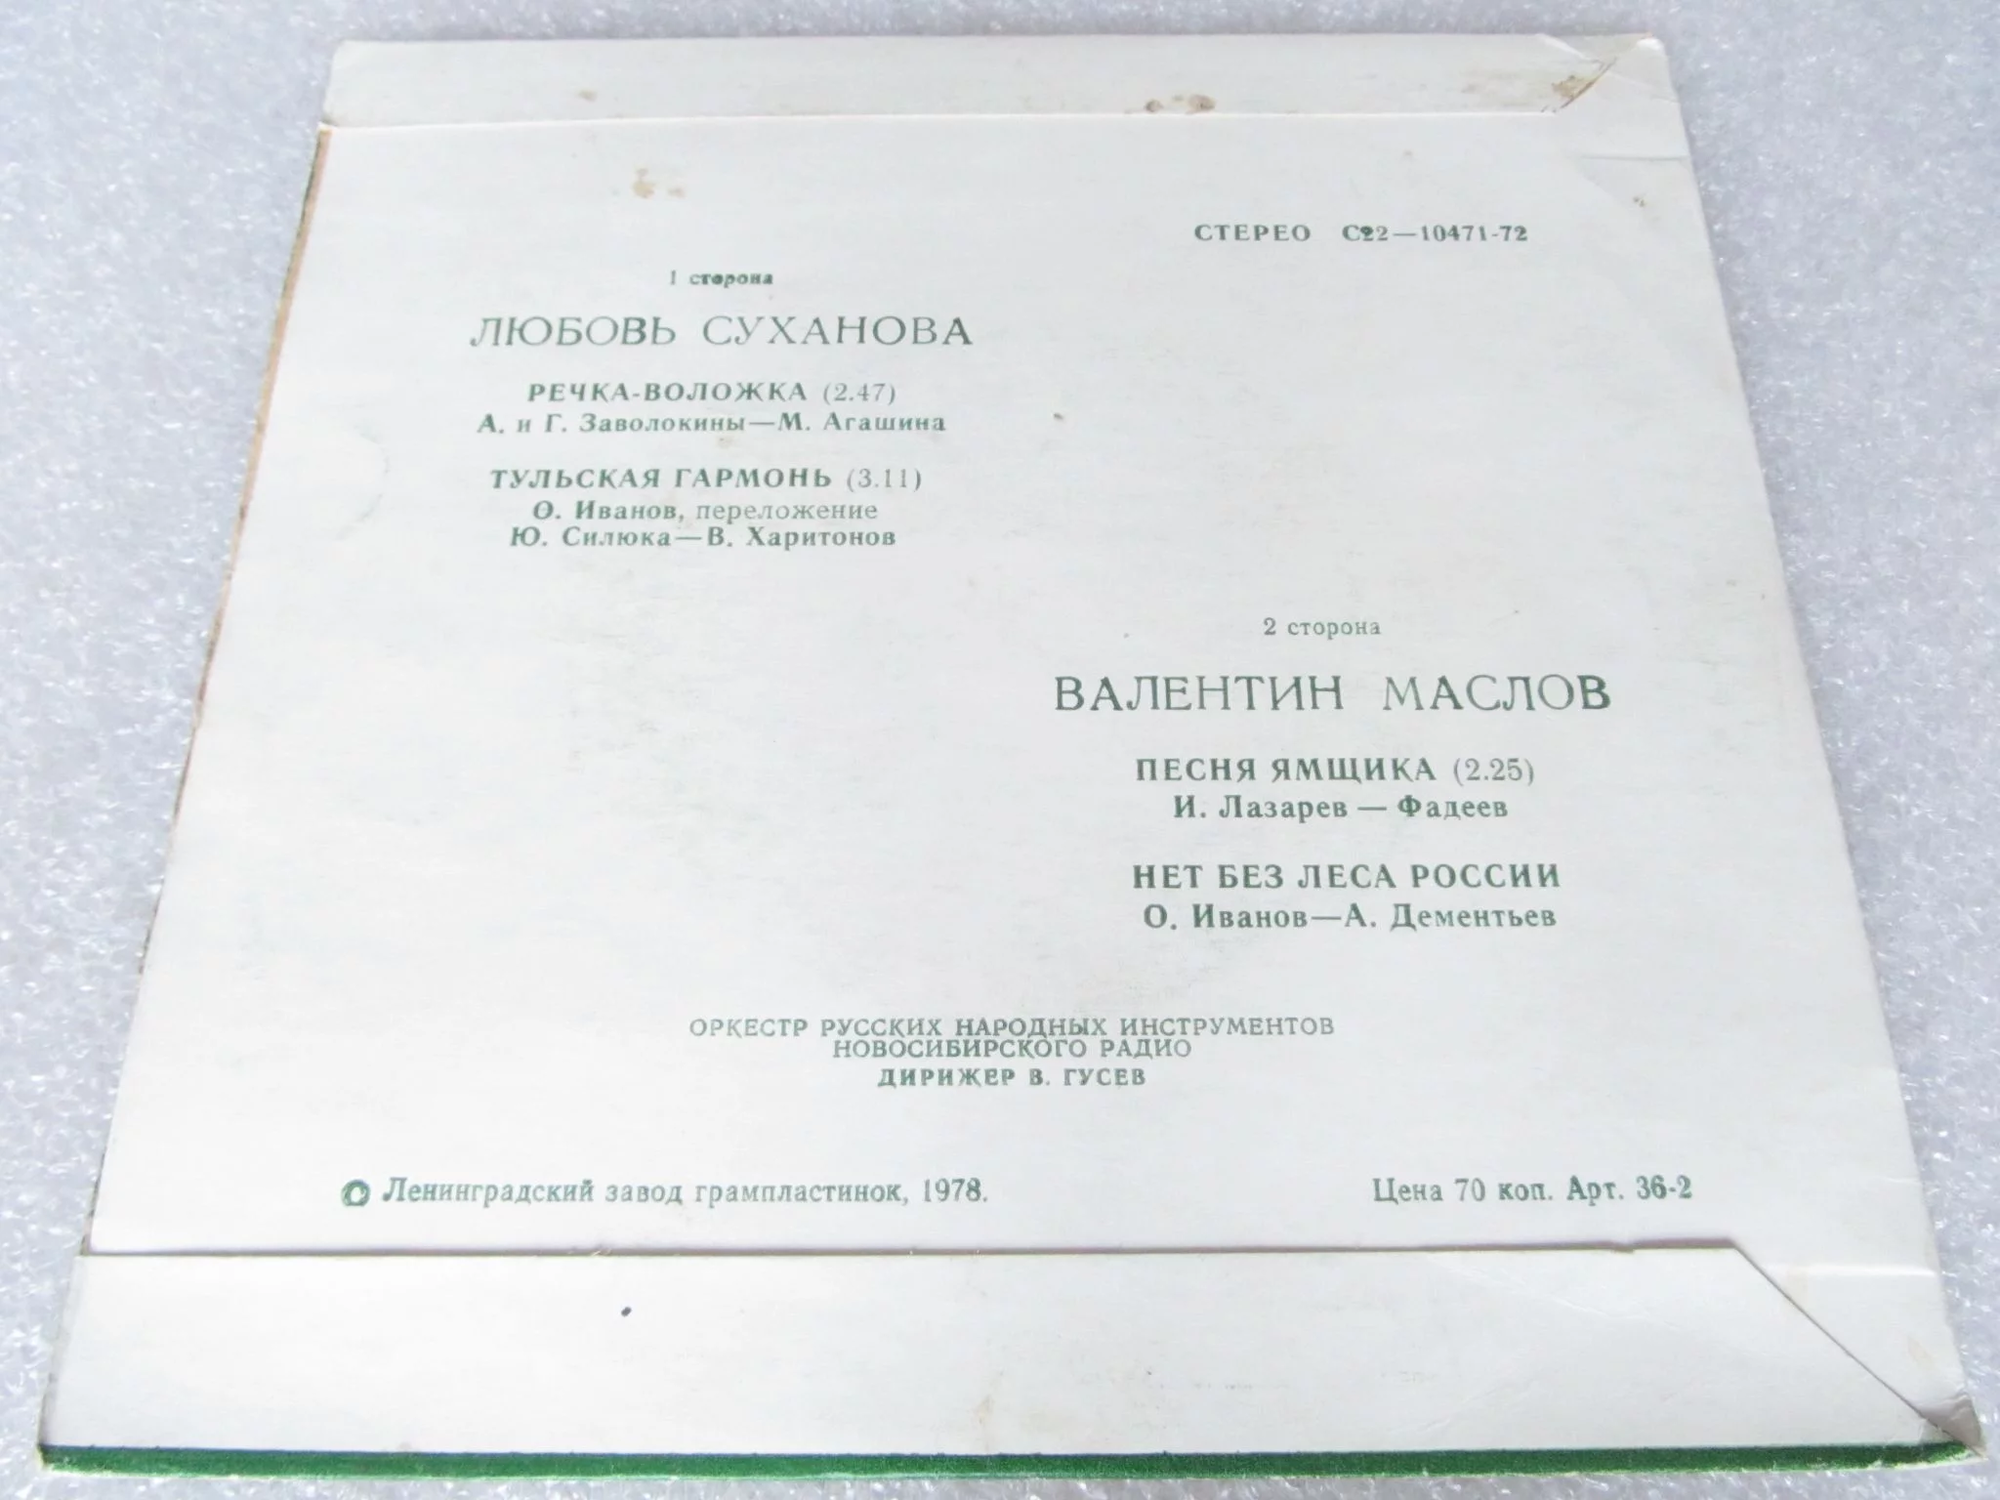 СТЕРЕО С22—10471-72
1 сторона
ЛЮБОВЬ СУХАНОВА
РЕЧКА-ВОЛОЖКА (2.47)
А. и Г. Заволокины—М. Агашина
ТУЛЬСКАЯ ГАРМОНЬ (3.11)
О. Иванов, переложение
Ю. Силюка—В. Харитонов
2 сторона
ВАЛЕНТИН МАСЛОВ
ПЕСНЯ ЯМЩИКА (2.25)
И. Лазарев — Фадеев
НЕТ БЕЗ ЛЕСА РОССИИ
О. Иванов—А. Дементьев
ОРКЕСТР РУССКИХ НАРОДНЫХ ИНСТРУМЕНТОВ
НОВОСИБИРСКОГО РАДИО
ДИРИЖЕР В. ГУСЕВ
Ленинградский завод грампластинок, 1978.
Цена 70 коп. Арт. 36-2